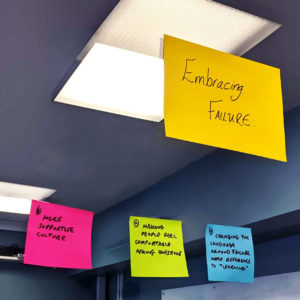 Embracing
FAILURE.
MORE
SUPPORTIVE
CULTURE
MAKING
PEOPLE FEEL
COMFORTABLE
ASKING QUESTIONS
CHANGING THE
LANGUAGE
AROUND FAILURE
MORE REFERENCE
TO "LEARNING"